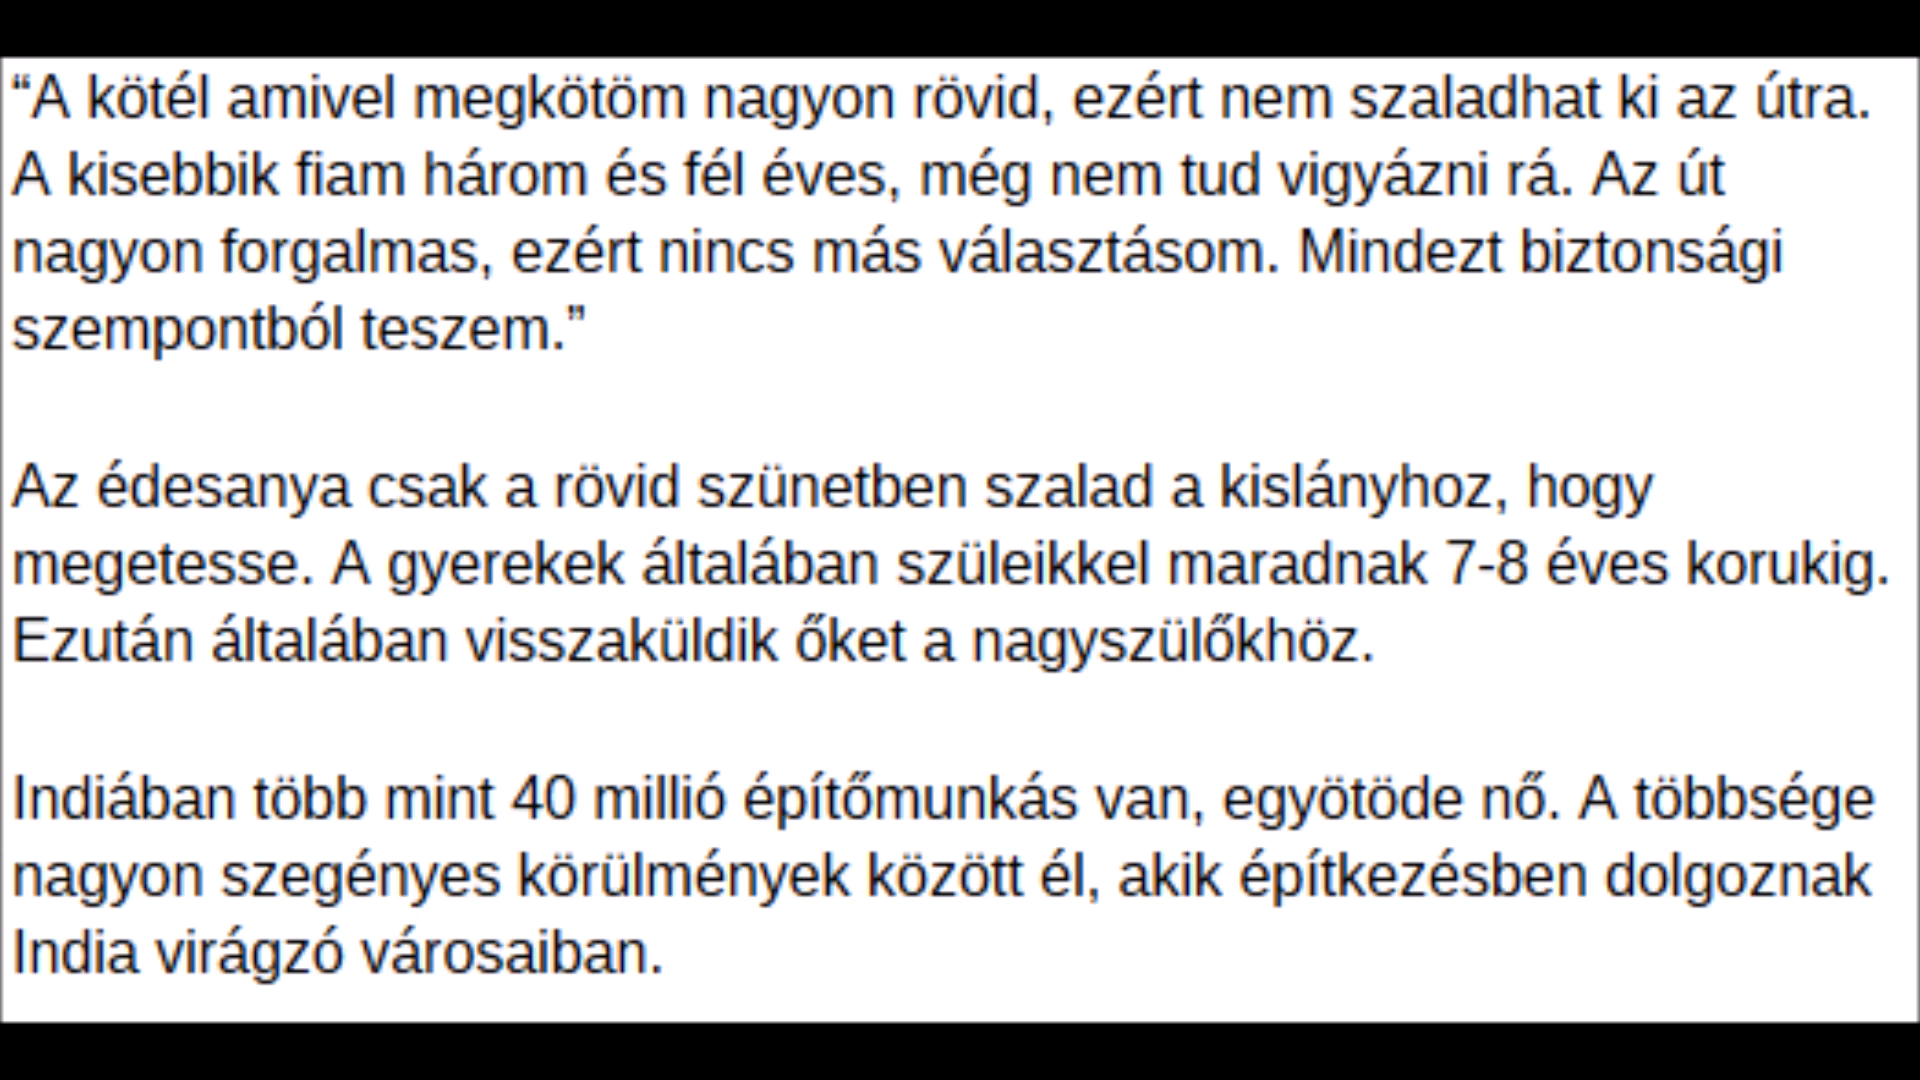 “A kötél amivel megkötöm nagyon rövid, ezért nem szaladhat ki az útra.
A kisebbik fiam három és fél éves, még nem tud vigyázni rá. Az út
nagyon forgalmas, ezért nincs más választásom. Mindezt biztonsági
szempontból teszem.”
Az édesanya csak a rövid szünetben szalad a kislányhoz, hogy
megetesse. A gyerekek általában szüleikkel maradnak 7-8 éves korukig.
Ezután általában visszaküldik őket a nagyszülőkhöz.
Indiában több mint 40 millió építőmunkás van, egyötöde nő. A többsége
nagyon szegényes körülmények között él, akik építkezésben dolgoznak
India virágzó városaiban.